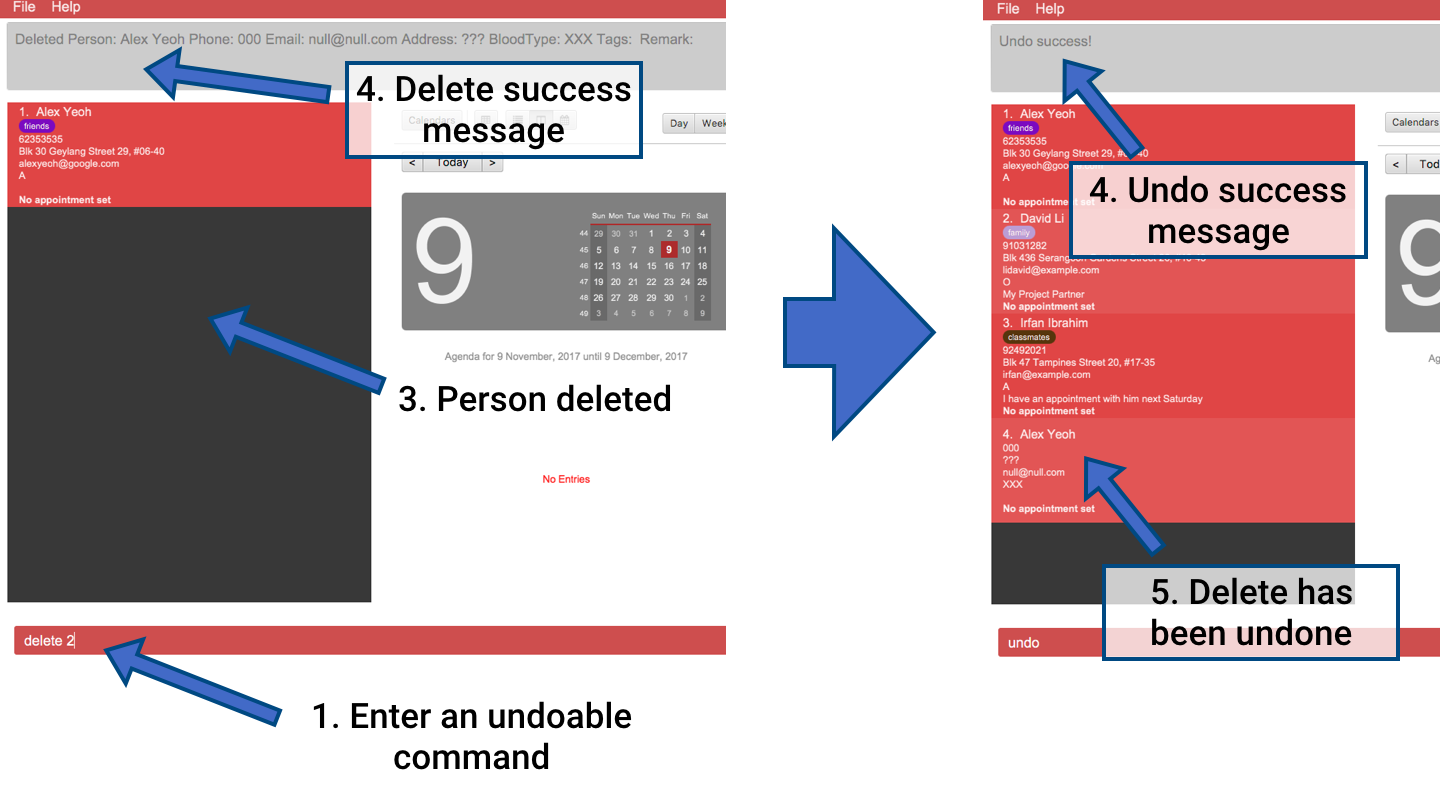 File Help
Deleted Person: Alex Yeoh Phone: 000 Email: null@null.com Address: ??? BloodType: XXX Tags: Remark:
4. Delete success
message
1. Alex Yeoh
friends
62353535
Blk 30 Geylang Street 29, #06-40
alexyeoh@google.com
A
No appointment set
Calendars
Day Week
< Today >
9
Sun Mon Tue Wed Thu Fri Sat
44 29 30 31 1 2 3 4
45 5 6 7 8 9 10 11
46 12 13 14 15 16 17 18
47 19 20 21 22 23 24 25
48 26 27 28 29 30 1 2
49 3 4 5 6 7 8 9
Agenda for 9 November, 2017 until 9 December, 2017
3. Person deleted
No Entries
delete 2
1. Enter an undoable
command
File Help
Undo success!
4. Undo success
message
1. Alex Yeoh
friends
62353535
Blk 30 Geylang Street 29, #06-40
alexyeoh@google.com
A
No appointment set
2. David Li
family
91031282
Blk 436 Serangoon Gardens Street 26, #16-43
lidavid@example.com
O
My Project Partner
No appointment set
3. Irfan Ibrahim
classmates
92492021
Blk 47 Tampines Street 20, #17-35
irfan@example.com
A
I have an appointment with him next Saturday
No appointment set
4. Alex Yeoh
000
???
null@null.com
XXX
No appointment set
Calendars
< Tod
9
Ag
5. Delete has
been undone
undo